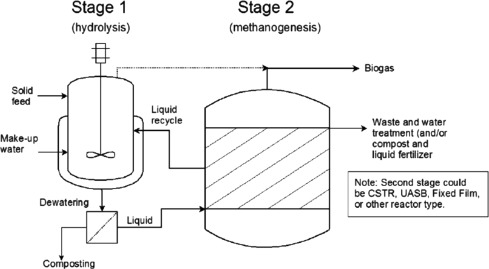 Stage 1
(hydrolysis)
Stage 2
(methanogenesis)
Biogas
Solid
feed
Liquid
recycle
Make-up
water
Waste and water
treatment (and/or
compost and
liquid fertilizer
Note: Second stage could
be CSTR, UASB, Fixed Film,
or other reactor type.
Dewatering
Liquid
Composting